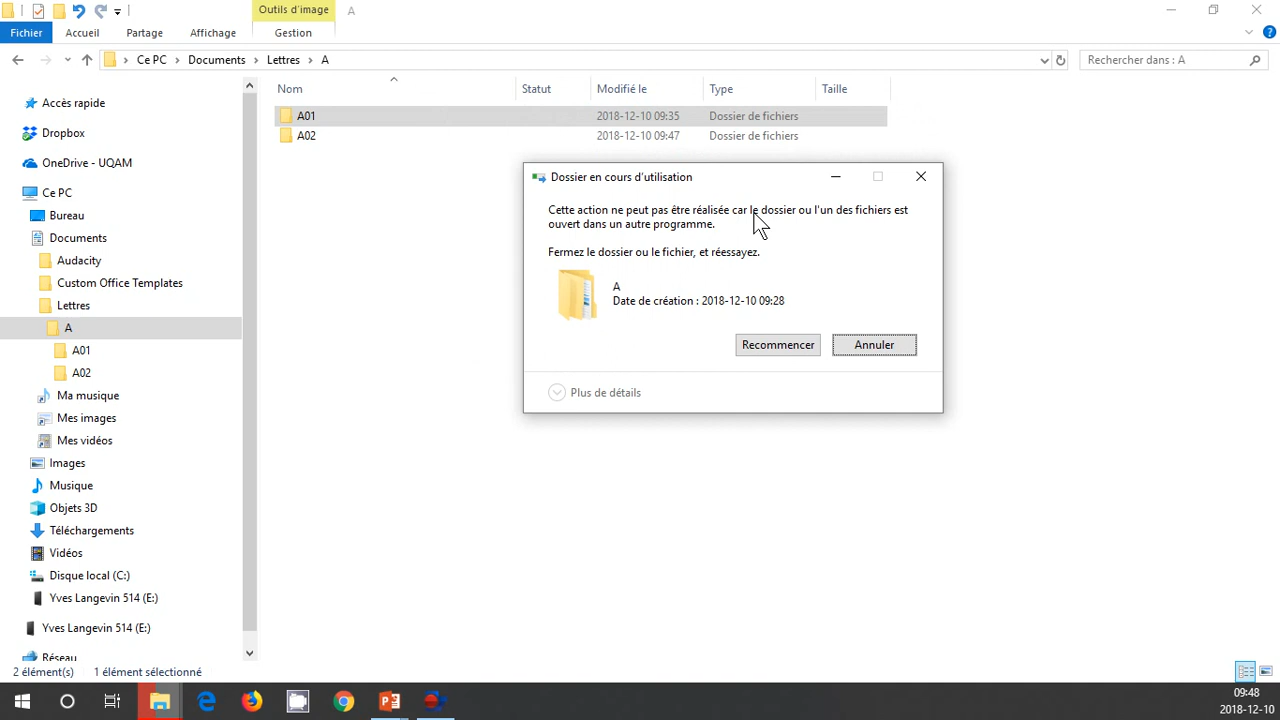 Outils d'image
A
Fichier
Accueil
Partage
Affichage
Gestion
Ce PC
Documents
Lettres
A
Rechercher dans : A
Nom
Statut
Modifié le
Type
Taille
A01
2018-12-10 09:35
Dossier de fichiers
A02
2018-12-10 09:47
Dossier de fichiers
Accès rapide
Dropbox
OneDrive - UQAM
Ce PC
Bureau
Documents
Audacity
Custom Office Templates
Lettres
A
A01
A02
Ma musique
Mes images
Mes vidéos
Images
Musique
Objets 3D
Téléchargements
Vidéos
Disque local (C:)
Yves Langevin 514 (E:)
Yves Langevin 514 (E:)
Réseau
Dossier en cours d'utilisation
Cette action ne peut pas être réalisée car le dossier ou l'un des fichiers est
ouvert dans un autre programme.
Fermez le dossier ou le fichier, et réessayez.
A
Date de création : 2018-12-10 09:28
Recommencer
Annuler
Plus de détails
2 élément(s)
1 élément sélectionné
09:48
2018-12-10